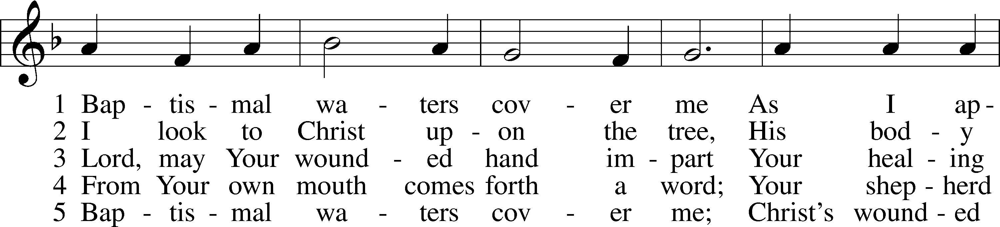 1 Bap - tis - mal wa - ters cov - er me As I ap -
2 I look to Christ up - on the tree, His bod - y
3 Lord, may Your wound - ed hand im - part Your heal - ing
4 From Your own mouth comes forth a word; Your shep - herd
5 Bap - tis - mal wa - ters cov - er me; Christ's wound - ed